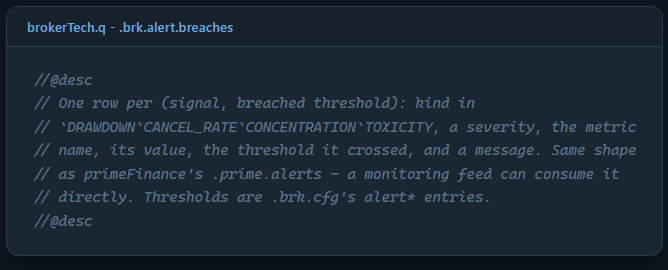 brokerTech.q - .brk.alert.breaches
//@desc
// One row per (signal, breached threshold): kind in
// `DRAWDOWN`CANCEL_RATE`CONCENTRATION`TOXICITY, a severity, the metric
// name, its value, the threshold it crossed, and a message. Same shape
// as primeFinance's .prime.alerts — a monitoring feed can consume it
// directly. Thresholds are .brk.cfg's alert* entries.
//@desc